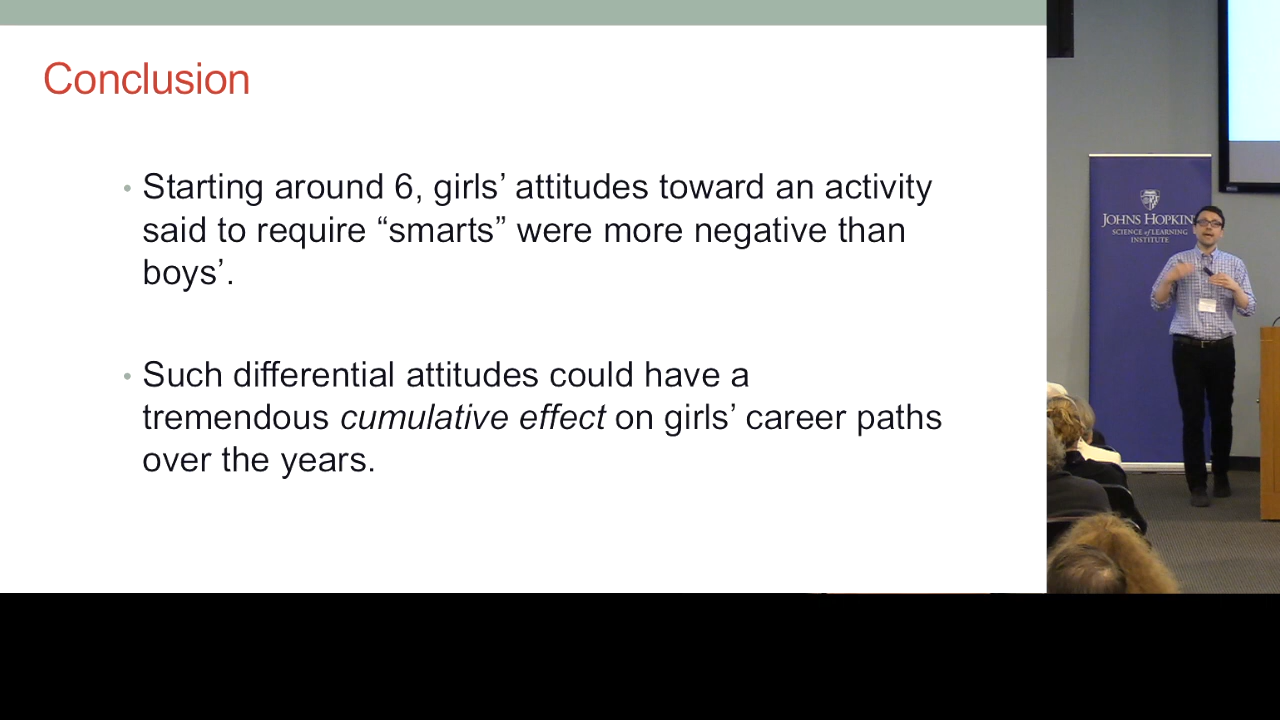 Conclusion
• Starting around 6, girls’ attitudes toward an activity
said to require “smarts” were more negative than
boys’.
• Such differential attitudes could have a
tremendous cumulative effect on girls’ career paths
over the years.
JOHNS HOPKIN
SCIENCE of LEARNING
INSTITUTE